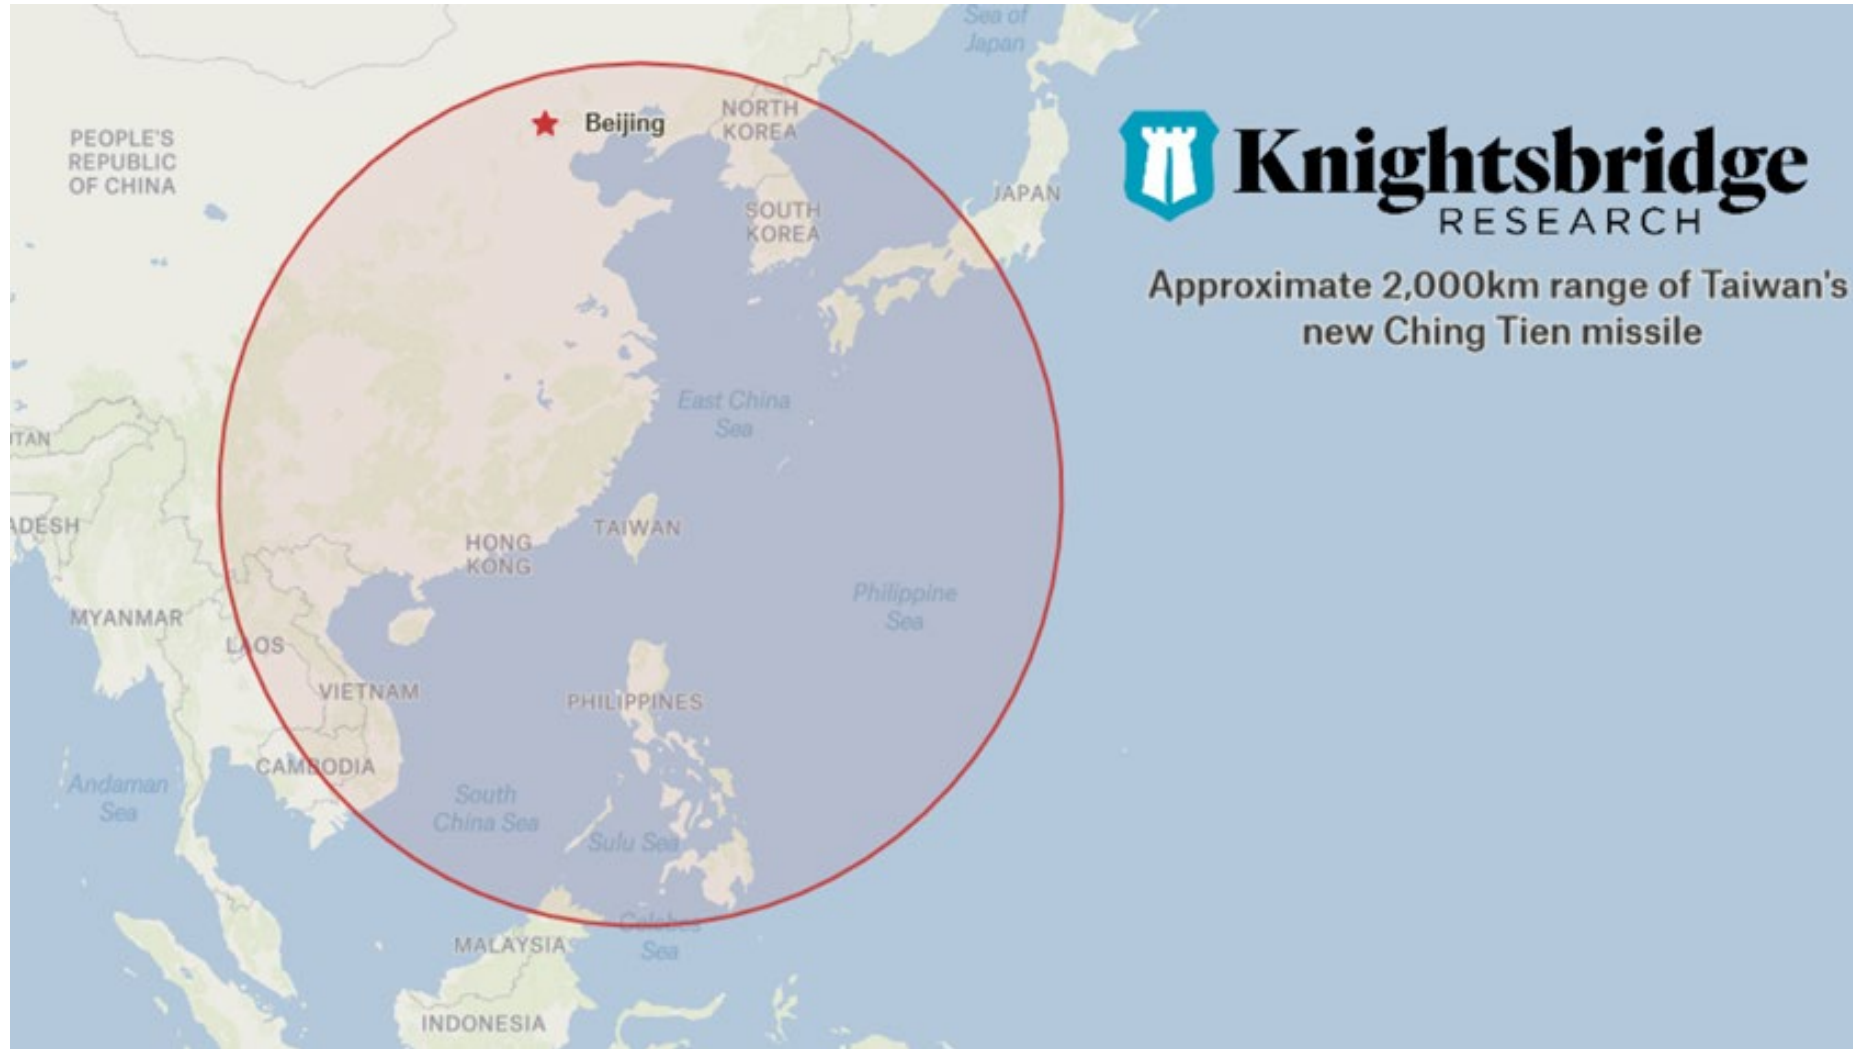 Sea of
Japan
PEOPLE'S
REPUBLIC
OF CHINA
Beijing
NORTH
KOREA
SOUTH
KOREA
JAPAN
Knightsbridge
RESEARCH
Approximate 2,000km range of Taiwan's
new Ching Tien missile
East China
Sea
TAN
ADESH
HONG
KONG
TAIWAN
MYANMAR
LAOS
VIETNAM
Philippine
Sea
PHILIPPINES
CAMBODIA
Andaman
Sea
South
China Sea
Sulu Sea
Celebes
Sea
MALAYSIA
INDONESIA